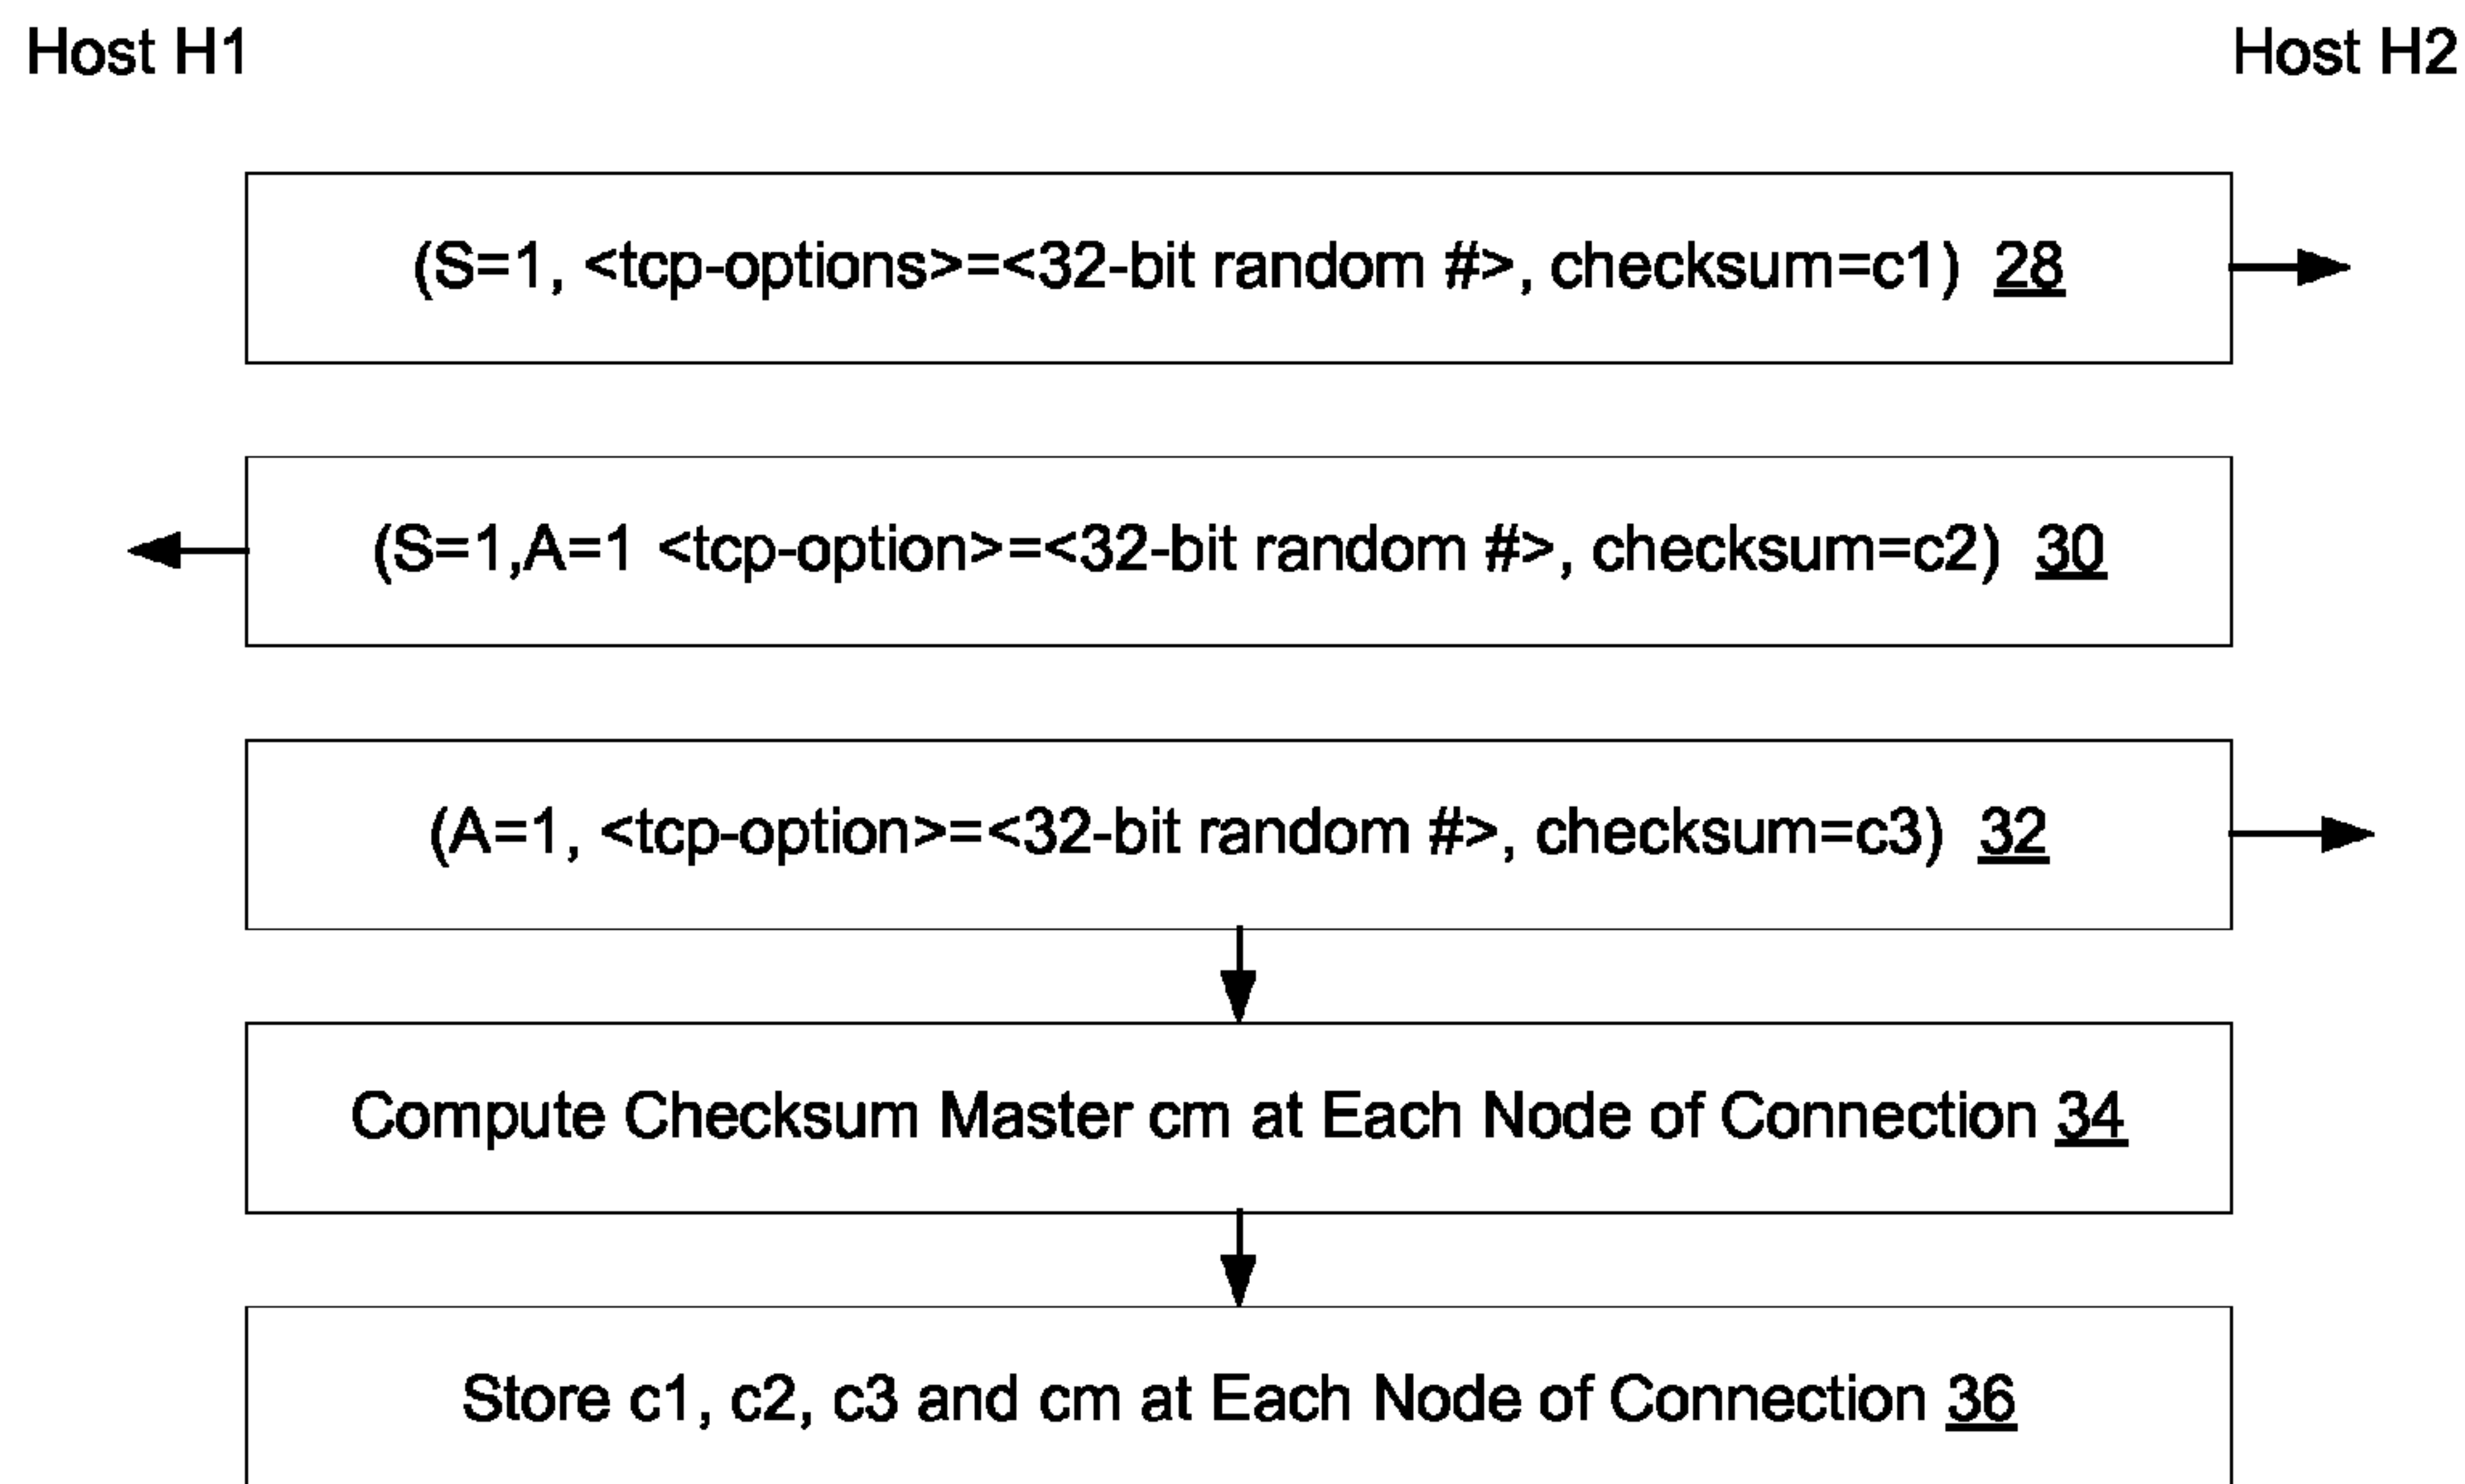 Host H1
Host H2
(S=1, <tcp-options>=<32-bit random #>, checksum=c1) 28
(S=1,A=1 <tcp-option>=<32-bit random #>, checksum=c2) 30
(A=1, <tcp-option>=<32-bit random #>, checksum=c3) 32
Compute Checksum Master cm at Each Node of Connection 34
Store c1, c2, c3 and cm at Each Node of Connection 36